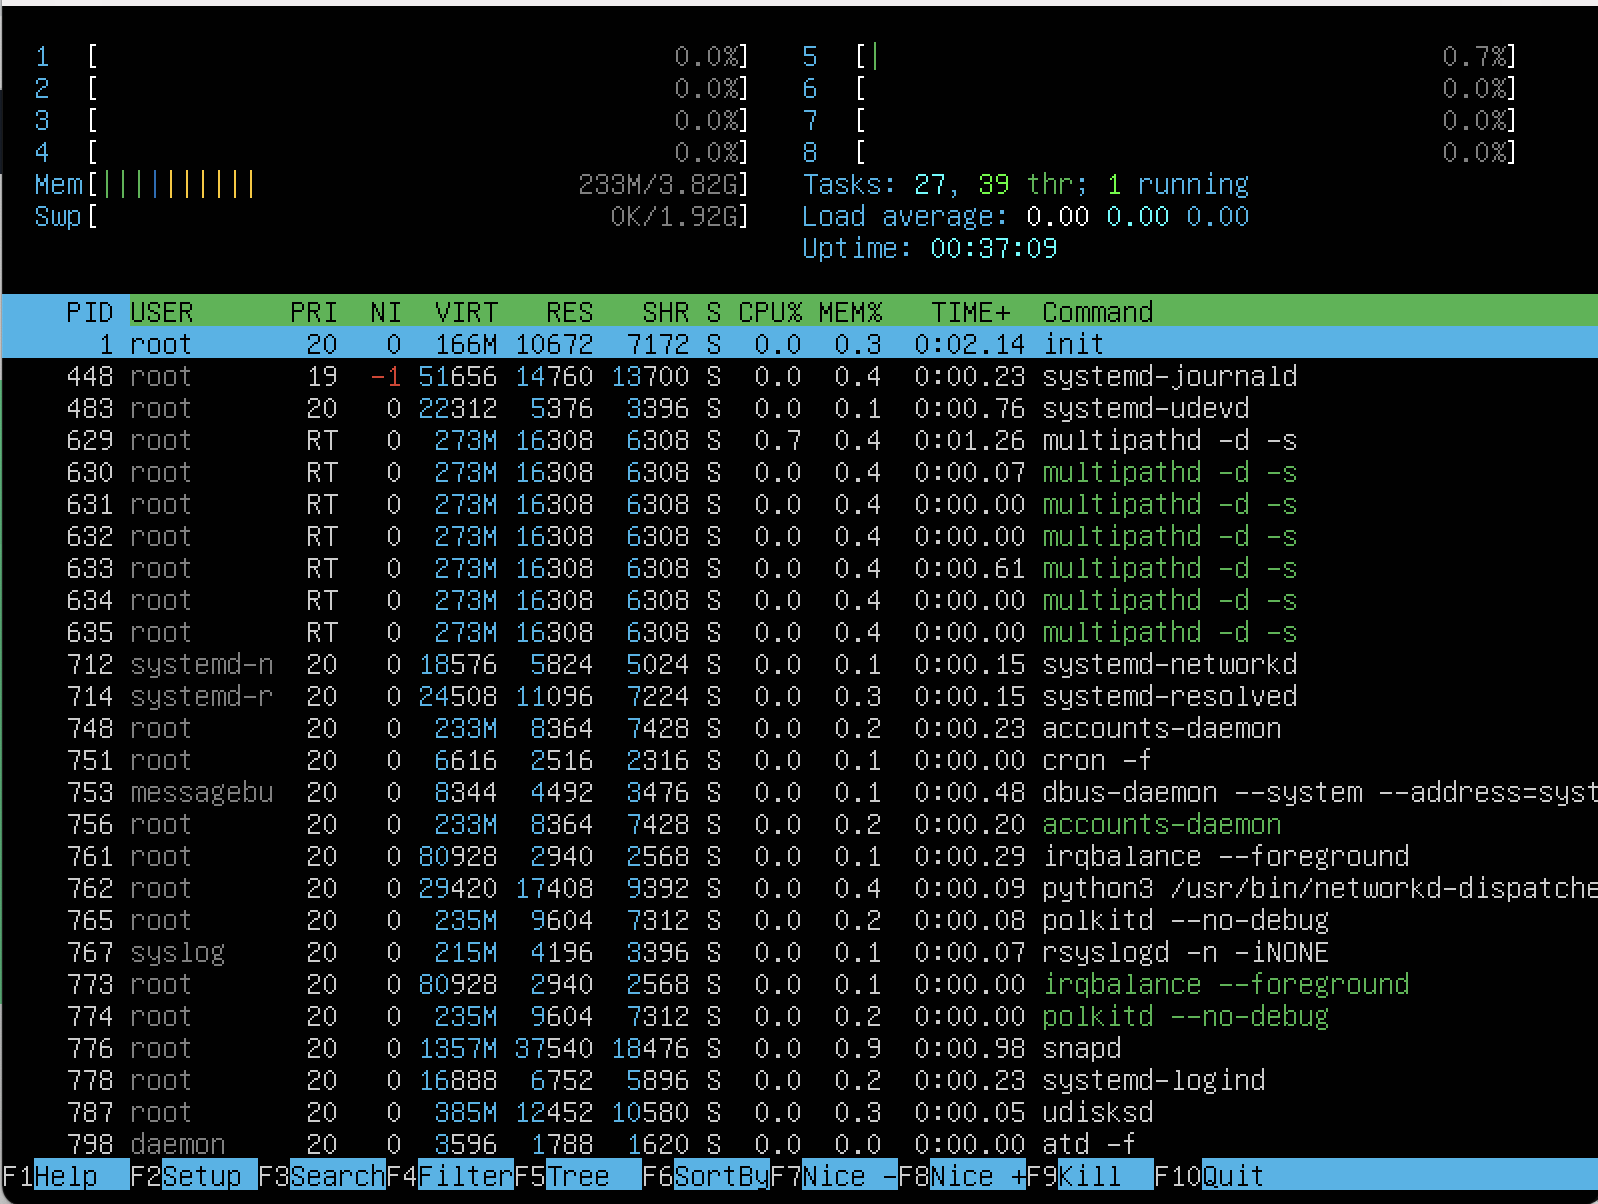 1 [ 0.0%] 5 [| 0.7%]
2 [ 0.0%] 6 [ 0.0%]
3 [ 0.0%] 7 [ 0.0%]
4 [ 0.0%] 8 [ 0.0%]
Mem[|||||||||| 233M/3.82G] Tasks: 27, 39 thr; 1 running
Swp[ 0K/1.92G] Load average: 0.00 0.00 0.00
Uptime: 00:37:09
PID USER PRI NI VIRT RES SHR S CPU% MEM% TIME+ Command
1 root 20 0 166M 10672 7172 S 0.0 0.3 0:02.14 init
448 root 19 -1 51656 14760 13700 S 0.0 0.4 0:00.23 systemd-journald
483 root 20 0 22312 5376 3396 S 0.0 0.1 0:00.76 systemd-udevd
629 root RT 0 273M 16308 6308 S 0.7 0.4 0:01.26 multipathd -d -s
630 root RT 0 273M 16308 6308 S 0.0 0.4 0:00.07 multipathd -d -s
631 root RT 0 273M 16308 6308 S 0.0 0.4 0:00.00 multipathd -d -s
632 root RT 0 273M 16308 6308 S 0.0 0.4 0:00.00 multipathd -d -s
633 root RT 0 273M 16308 6308 S 0.0 0.4 0:00.61 multipathd -d -s
634 root RT 0 273M 16308 6308 S 0.0 0.4 0:00.00 multipathd -d -s
635 root RT 0 273M 16308 6308 S 0.0 0.4 0:00.00 multipathd -d -s
712 systemd-n 20 0 18576 5824 5024 S 0.0 0.1 0:00.15 systemd-networkd
714 systemd-r 20 0 24508 11096 7224 S 0.0 0.3 0:00.15 systemd-resolved
748 root 20 0 233M 8364 7428 S 0.0 0.2 0:00.23 accounts-daemon
751 root 20 0 6616 2516 2316 S 0.0 0.1 0:00.00 cron -f
753 messagebu 20 0 8344 4492 3476 S 0.0 0.1 0:00.48 dbus-daemon --system --address=syst
756 root 20 0 233M 8364 7428 S 0.0 0.2 0:00.20 accounts-daemon
761 root 20 0 80928 2940 2568 S 0.0 0.1 0:00.29 irqbalance --foreground
762 root 20 0 29420 17408 9392 S 0.0 0.4 0:00.09 python3 /usr/bin/networkd-dispatche
765 root 20 0 235M 9604 7312 S 0.0 0.2 0:00.08 polkitd --no-debug
767 syslog 20 0 215M 4196 3396 S 0.0 0.1 0:00.07 rsyslogd -n -iNONE
773 root 20 0 80928 2940 2568 S 0.0 0.1 0:00.00 irqbalance --foreground
774 root 20 0 235M 9604 7312 S 0.0 0.2 0:00.00 polkitd --no-debug
776 root 20 0 1357M 37540 18476 S 0.0 0.9 0:00.98 snapd
778 root 20 0 16888 6752 5896 S 0.0 0.2 0:00.23 systemd-logind
787 root 20 0 385M 12452 10580 S 0.0 0.3 0:00.05 udisksd
798 daemon 20 0 3596 1788 1620 S 0.0 0.0 0:00.00 atd -f
F1Help F2Setup F3SearchF4FilterF5Tree F6SortByF7Nice -F8Nice +F9Kill F10Quit